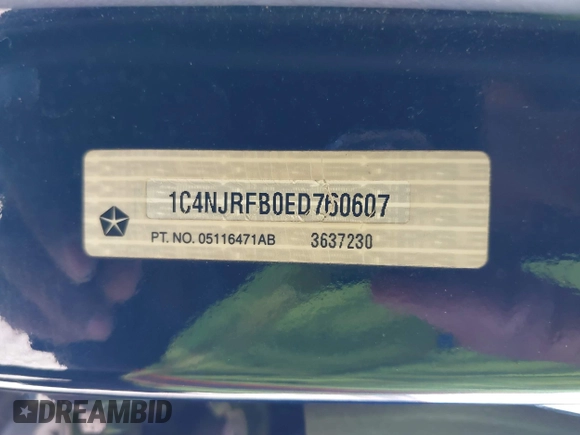 1C4NJRFB0ED760607
PT. NO. 05116471AB 3637230
DREAMBID